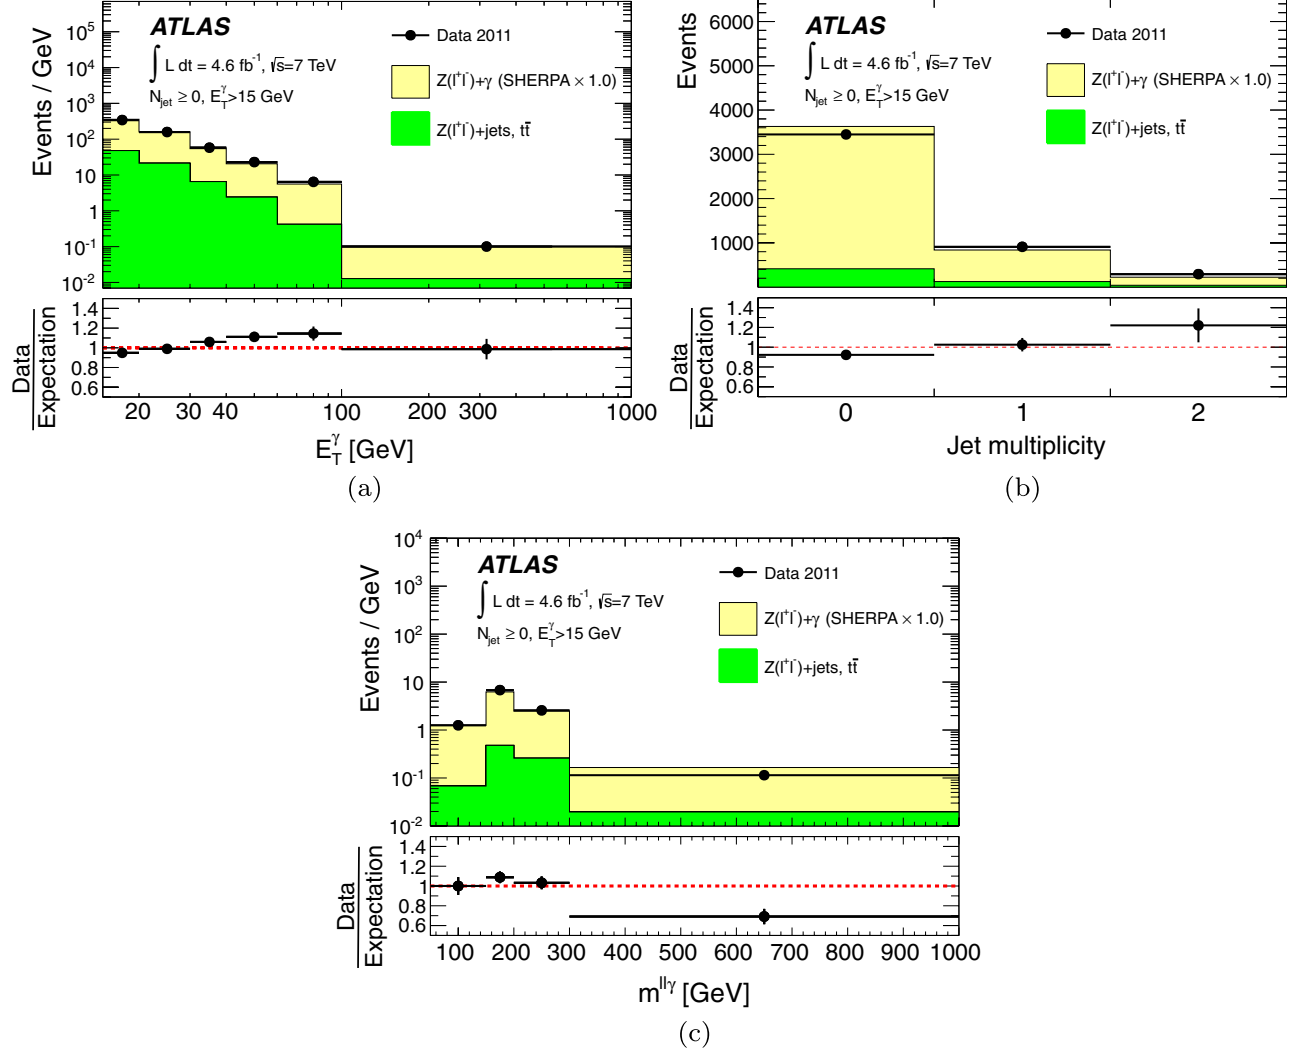 ATLAS
∫ L dt = 4.6 fb⁻¹, √s=7 TeV
N_jet ≥ 0, E_T^γ>15 GeV
Data 2011
Z(l⁺l⁻)+γ (SHERPA × 1.0)
Z(l⁺l⁻)+jets, tt̄
Events / GeV
10⁵
10⁴
10³
10²
10
1
10⁻¹
10⁻²
Data
Expectation
1.4
1.2
1
0.8
0.6
20 30 40 100 200 300 1000
E_T^γ [GeV]
(a)
ATLAS
∫ L dt = 4.6 fb⁻¹, √s=7 TeV
N_jet ≥ 0, E_T^γ>15 GeV
Data 2011
Z(l⁺l⁻)+γ (SHERPA × 1.0)
Z(l⁺l⁻)+jets, tt̄
Events
6000
5000
4000
3000
2000
1000
Data
Expectation
1.4
1.2
1
0.8
0.6
0 1 2
Jet multiplicity
(b)
ATLAS
∫ L dt = 4.6 fb⁻¹, √s=7 TeV
N_jet ≥ 0, E_T^γ>15 GeV
Data 2011
Z(l⁺l⁻)+γ (SHERPA × 1.0)
Z(l⁺l⁻)+jets, tt̄
Events / GeV
10⁴
10³
10²
10
1
10⁻¹
10⁻²
Data
Expectation
1.4
1.2
1
0.8
0.6
100 200 300 400 500 600 700 800 900 1000
m^llγ [GeV]
(c)